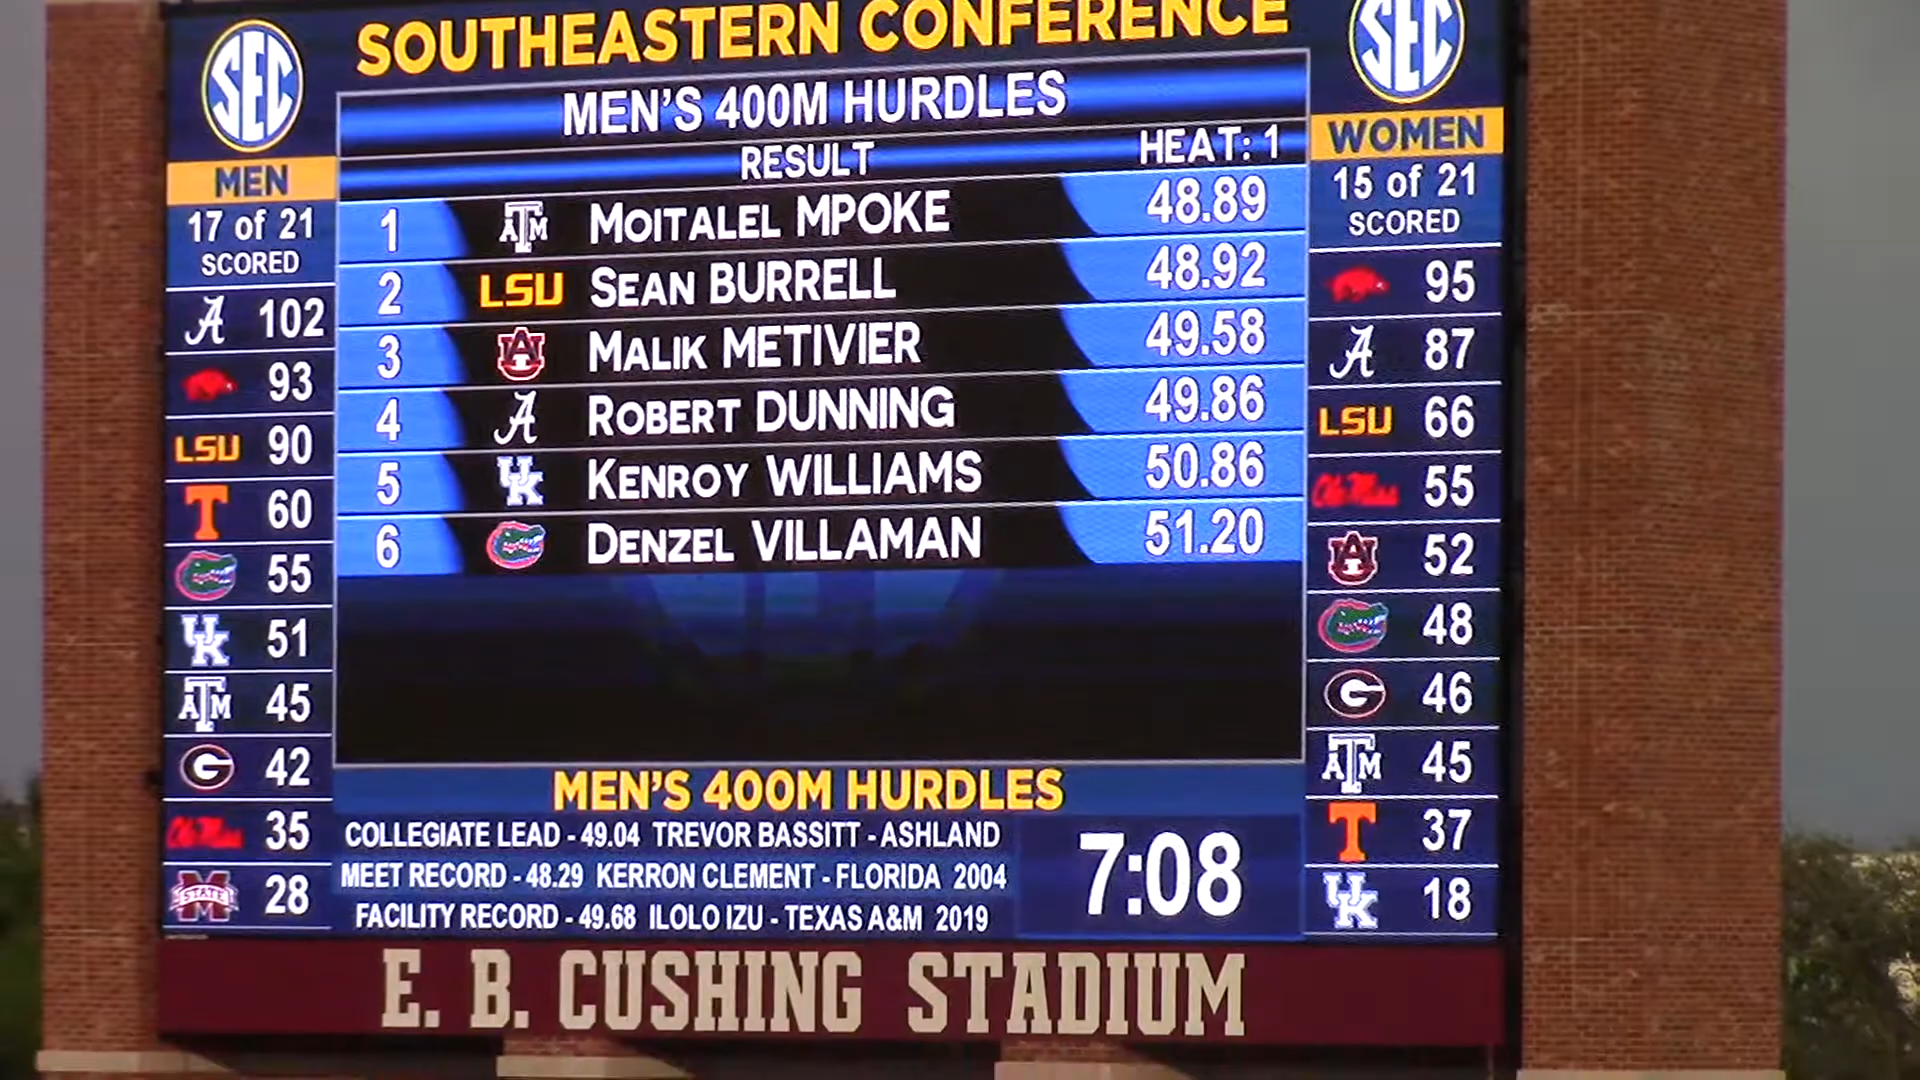 SOUTHEASTERN CONFERENCE
SEC
SEC
MEN'S 400M HURDLES
RESULT HEAT: 1
1 ATM MOITALEL MPOKE 48.89
2 LSU SEAN BURRELL 48.92
3 AU MALIK METIVIER 49.58
4 A ROBERT DUNNING 49.86
5 UK KENROY WILLIAMS 50.86
6 DENZEL VILLAMAN 51.20
MEN
17 of 21
SCORED
A 102
93
LSU 90
T 60
55
UK 51
ATM 45
G 42
Ole Miss 35
STATE M 28
WOMEN
15 of 21
SCORED
95
A 87
LSU 66
Ole Miss 55
AU 52
48
G 46
ATM 45
T 37
UK 18
MEN'S 400M HURDLES
COLLEGIATE LEAD - 49.04 TREVOR BASSITT - ASHLAND
MEET RECORD - 48.29 KERRON CLEMENT - FLORIDA 2004
FACILITY RECORD - 49.68 ILOLO IZU - TEXAS A&M 2019
7:08
E. B. CUSHING STADIUM